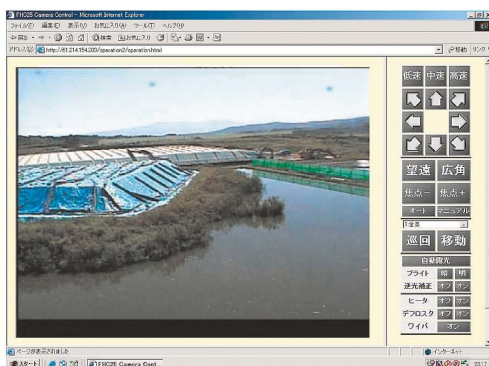 FHC25 Camera Control - Microsoft Internet Explorer
ファイル(F) 編集(E) 表示(V) お気に入り(A) ツール(T) ヘルプ(H)
戻る 検索 お気に入り
アドレス(D) http://61.214.154.203/operation2/operation.html 移動 リンク
低速 中速 高速
望遠 広角
焦点− 焦点+
オート マニュアル
1:全景
巡回 移動
自動露光
ブライト 暗 明
逆光補正 オフ オン
ヒータ オフ オン
デフロスタ オフ オン
ワイパ オン
ページが表示されました インターネット
スタート FHC25 Camera Cont... 23:17